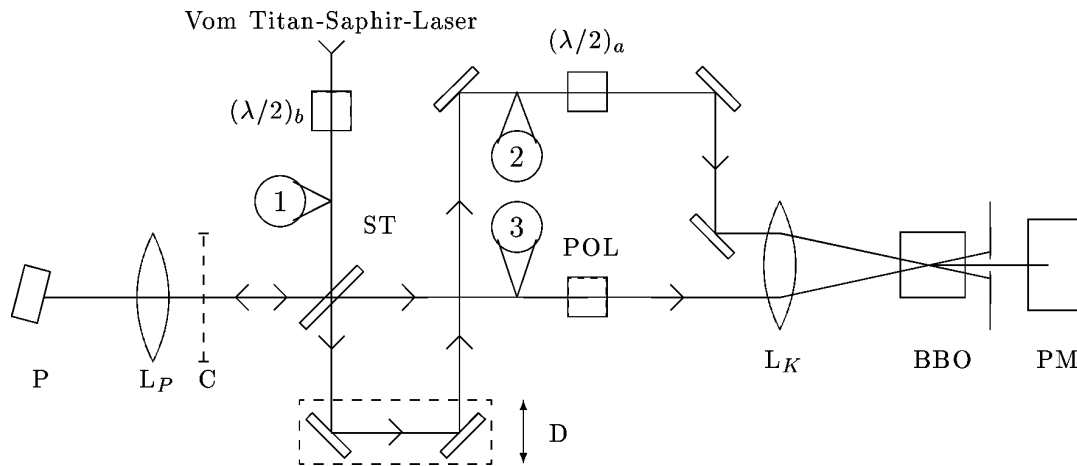 Vom Titan-Saphir-Laser
(λ/2)a
(λ/2)b
2
1
3
ST
POL
P
LP
C
LK
BBO
PM
D